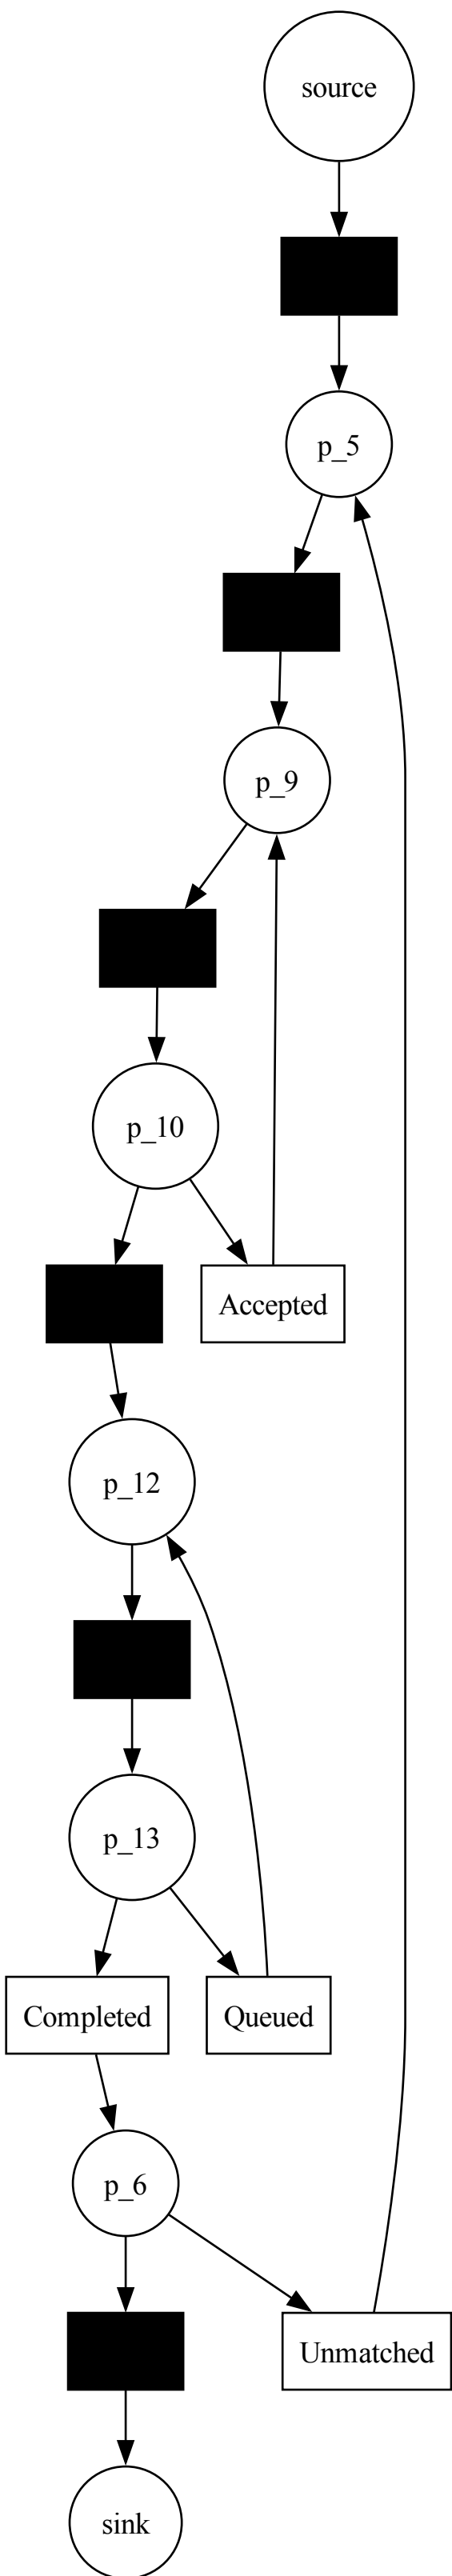 source
p_5
p_9
p_10
Accepted
p_12
p_13
Completed
Queued
p_6
Unmatched
sink